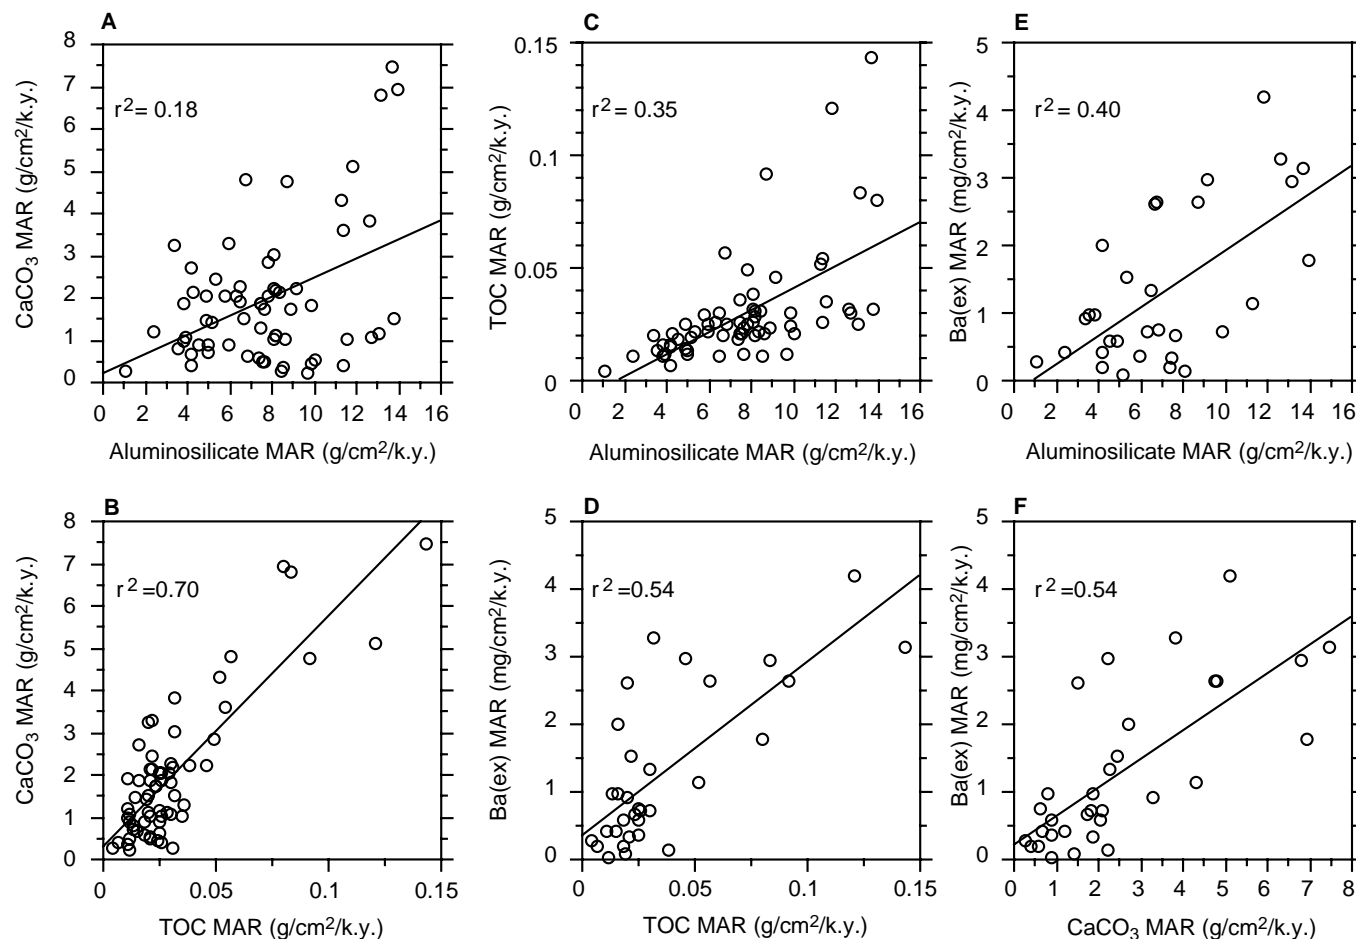 A
CaCO3 MAR (g/cm2/k.y.)
8
7
6
5
4
3
2
1
0
r2= 0.18
0 2 4 6 8 10 12 14 16
Aluminosilicate MAR (g/cm2/k.y.)
C
TOC MAR (g/cm2/k.y.)
0.15
0.1
0.05
0
r2= 0.35
0 2 4 6 8 10 12 14 16
Aluminosilicate MAR (g/cm2/k.y.)
E
Ba(ex) MAR (mg/cm2/k.y.)
5
4
3
2
1
0
r2= 0.40
0 2 4 6 8 10 12 14 16
Aluminosilicate MAR (g/cm2/k.y.)
B
CaCO3 MAR (g/cm2/k.y.)
8
7
6
5
4
3
2
1
0
r2=0.70
0 0.05 0.1 0.15
TOC MAR (g/cm2/k.y.)
D
Ba(ex) MAR (mg/cm2/k.y.)
5
4
3
2
1
0
r2=0.54
0 0.05 0.1 0.15
TOC MAR (g/cm2/k.y.)
F
Ba(ex) MAR (mg/cm2/k.y.)
5
4
3
2
1
0
r2=0.54
0 1 2 3 4 5 6 7 8
CaCO3 MAR (g/cm2/k.y.)